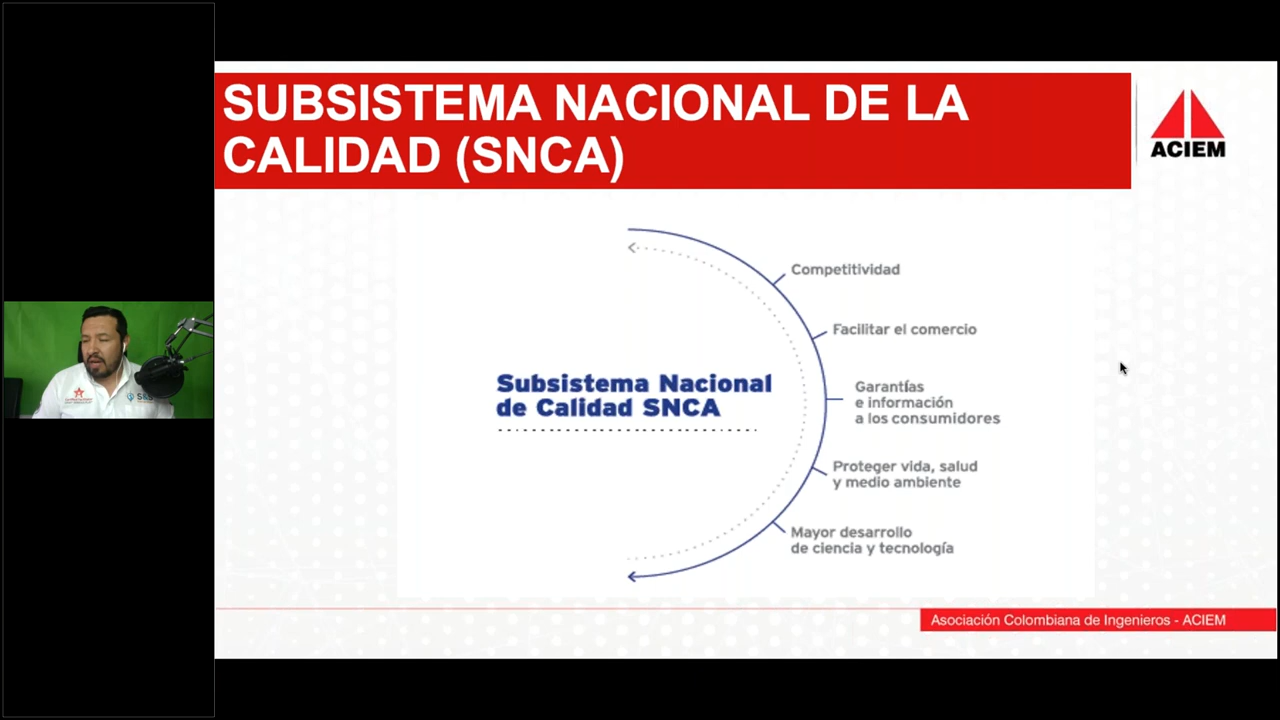 SUBSISTEMA NACIONAL DE LA
CALIDAD (SNCA)
ACIEM
Competitividad
Facilitar el comercio
Subsistema Nacional
de Calidad SNCA
Garantías
e información
a los consumidores
Proteger vida, salud
y medio ambiente
Mayor desarrollo
de ciencia y tecnología
Asociación Colombiana de Ingenieros - ACIEM